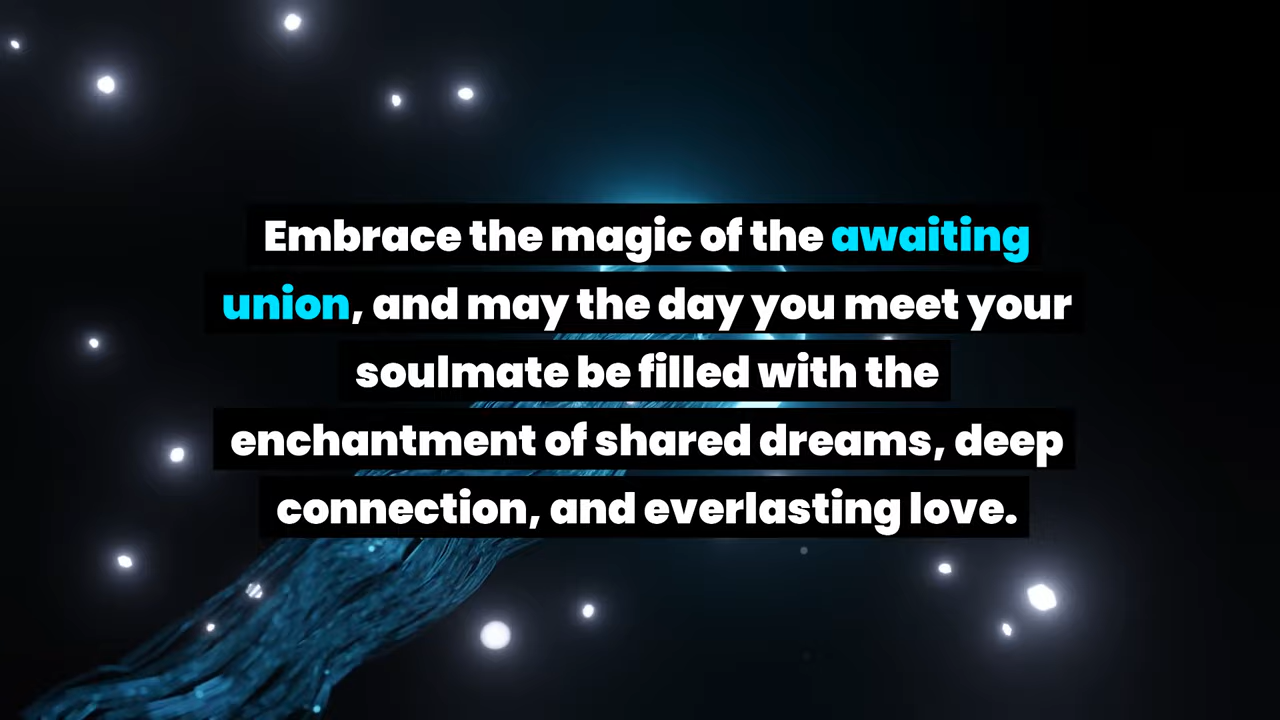 Embrace the magic of the awaiting
union, and may the day you meet your
soulmate be filled with the
enchantment of shared dreams, deep
connection, and everlasting love.